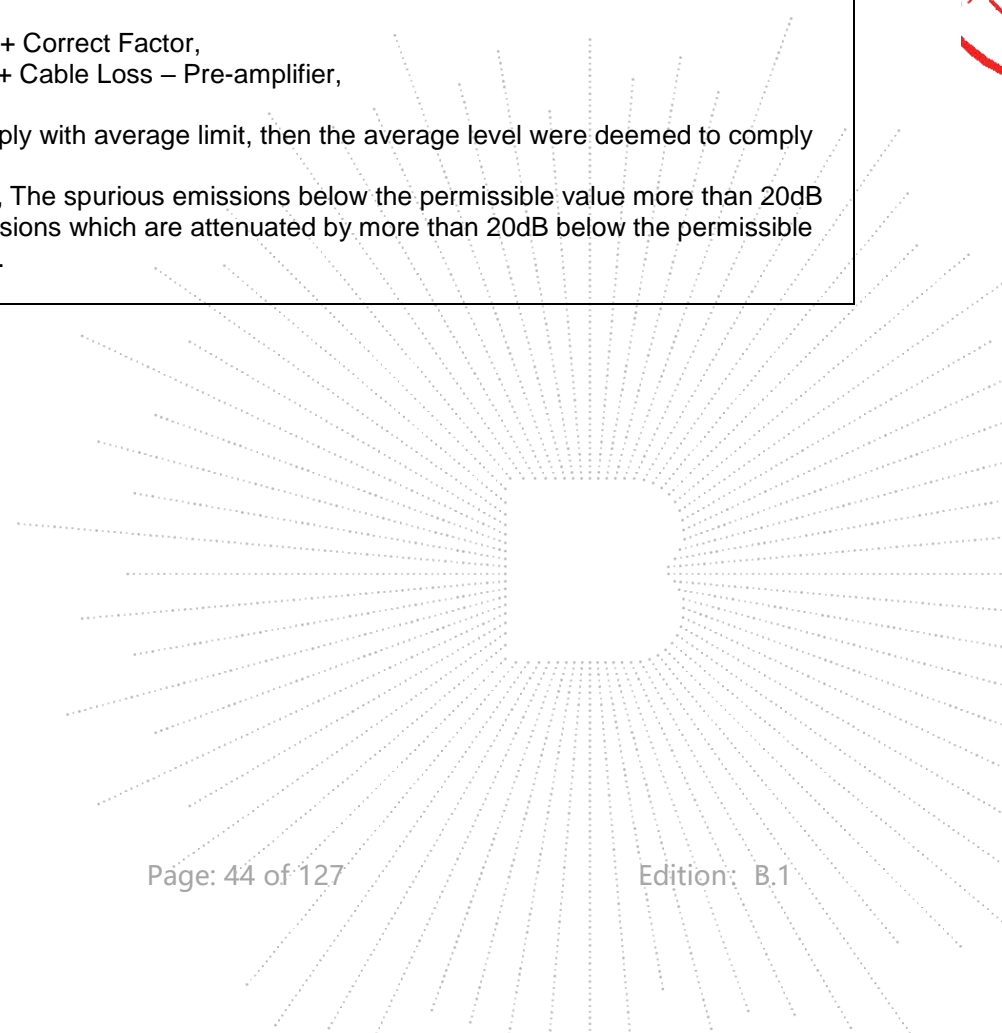 + Correct Factor,
+ Cable Loss – Pre-amplifier,
ply with average limit, then the average level were deemed to comply
, The spurious emissions below the permissible value more than 20dB
sions which are attenuated by more than 20dB below the permissible
.
Page: 44 of 127 Edition: B.1